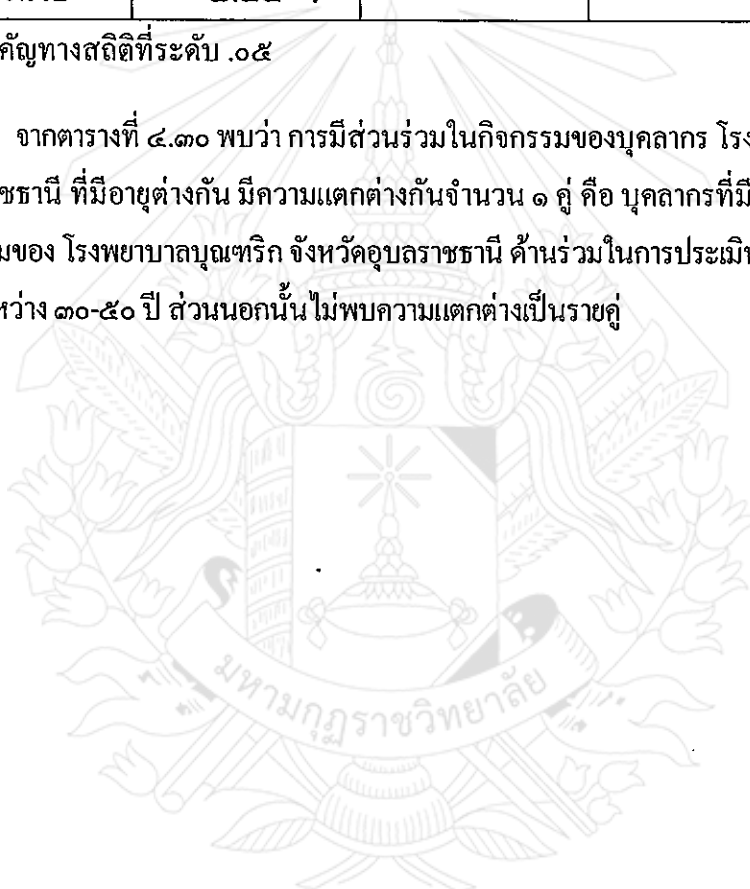 คัญทางสถิติที่ระดับ .๐๕
จากตารางที่ ๔.๓๐ พบว่า การมีส่วนร่วมในกิจกรรมของบุคลากร โรง
ชธานี ที่มีอายุต่างกัน มีความแตกต่างกันจำนวน ๑ คู่ คือ บุคลากรที่มี
มของ โรงพยาบาลบุณฑริก จังหวัดอุบลราชธานี ด้านร่วมในการประเมิน
หว่าง ๓๐-๕๐ ปี ส่วนนอกนั้นไม่พบความแตกต่างเป็นรายคู่
มหามกุฏราชวิทยาลัย